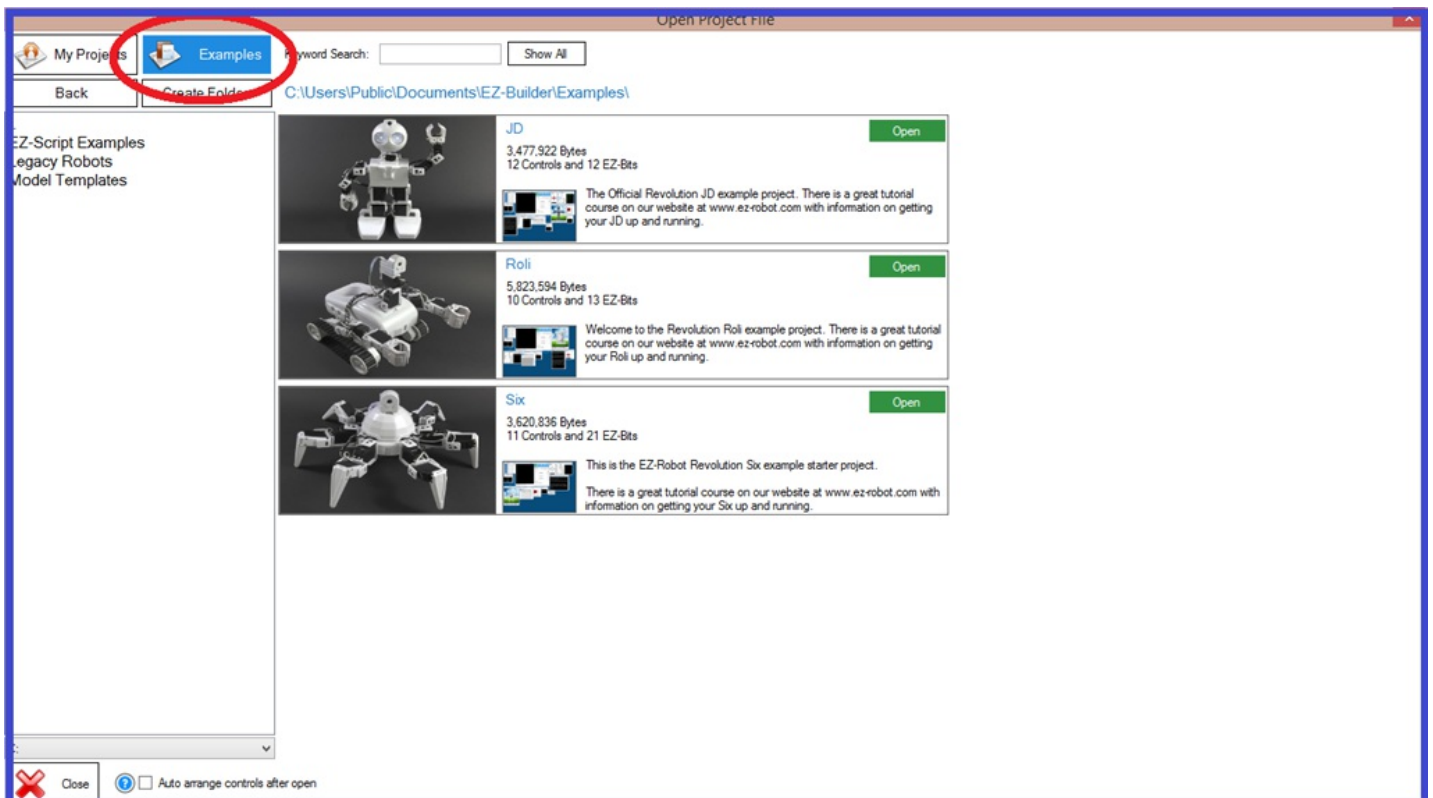 Open Project File
My Projects
Examples
Keyword Search:
Show All
Back
Create Folder
C:\Users\Public\Documents\EZ-Builder\Examples\
EZ-Script Examples
Legacy Robots
Model Templates
JD
Open
3,477,922 Bytes
12 Controls and 12 EZ-Bits
The Official Revolution JD example project. There is a great tutorial
course on our website at www.ez-robot.com with information on getting
your JD up and running.
Roli
Open
5,823,594 Bytes
10 Controls and 13 EZ-Bits
Welcome to the Revolution Roli example project. There is a great tutorial
course on our website at www.ez-robot.com with information on getting
your Roli up and running.
Six
Open
3,620,836 Bytes
11 Controls and 21 EZ-Bits
This is the EZ-Robot Revolution Six example starter project.
There is a great tutorial course on our website at www.ez-robot.com with
information on getting your Six up and running.
Close
Auto arrange controls after open